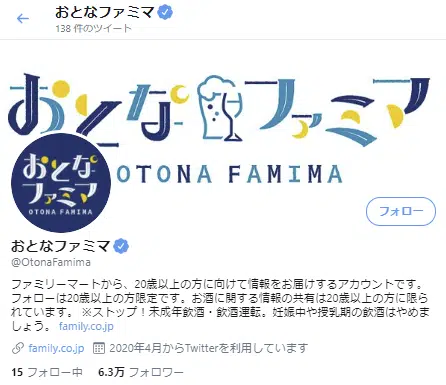 おとなファミマ
138 件のツイート
おとなファミマ
OTONA FAMIMA
おとな
ファミマ
OTONA FAMIMA
フォロー
おとなファミマ
@OtonaFamima
ファミリーマートから、20歳以上の方に向けて情報をお届けするアカウントです。
フォローは20歳以上の方限定です。お酒に関する情報の共有は20歳以上の方に限ら
れています。 ※ストップ！未成年飲酒・飲酒運転。妊娠中や授乳期の飲酒はやめま
しょう。 family.co.jp
family.co.jp 2020年4月からTwitterを利用しています
15 フォロー中 6.3万 フォロワー